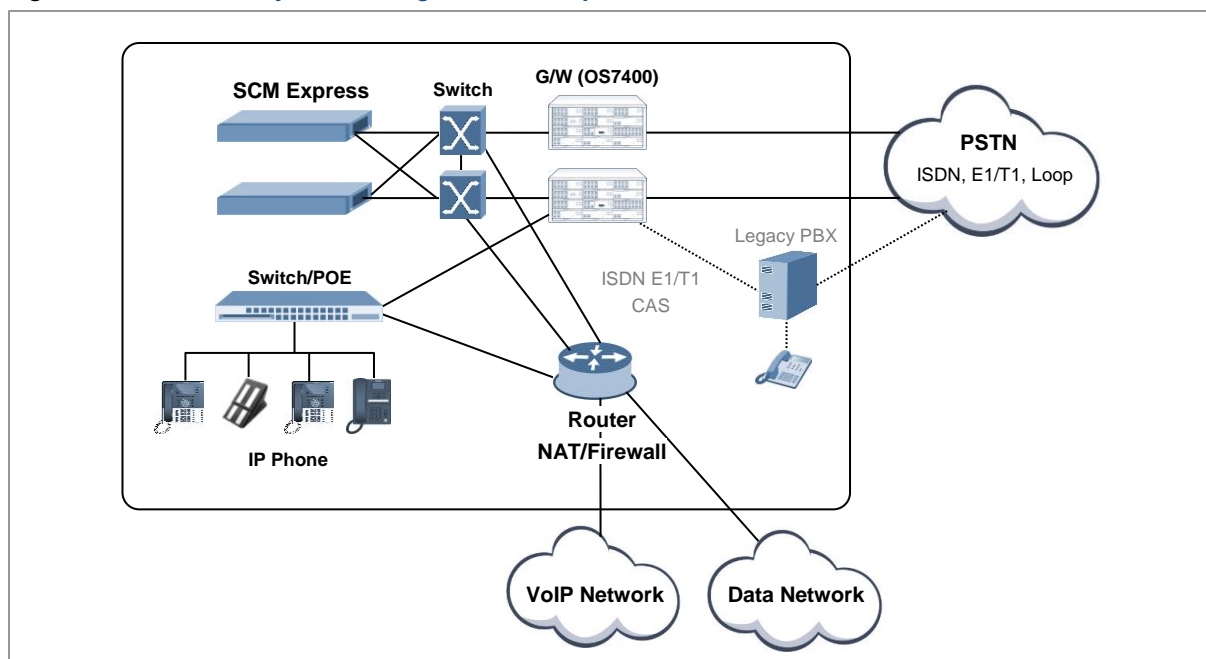 SCM Express
Switch
G/W (OS7400)
PSTN
ISDN, E1/T1, Loop
Legacy PBX
ISDN E1/T1
CAS
Switch/POE
Router
NAT/Firewall
IP Phone
VoIP Network
Data Network